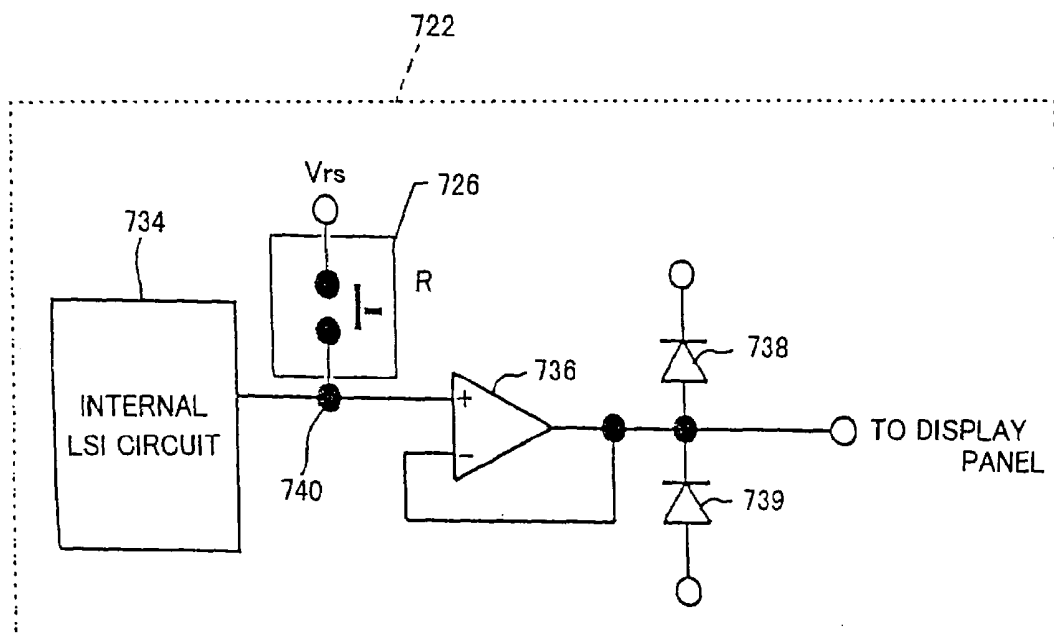 722
Vrs
726
734
R
738
736
+
INTERNAL
LSI CIRCUIT
TO DISPLAY
PANEL
−
740
739